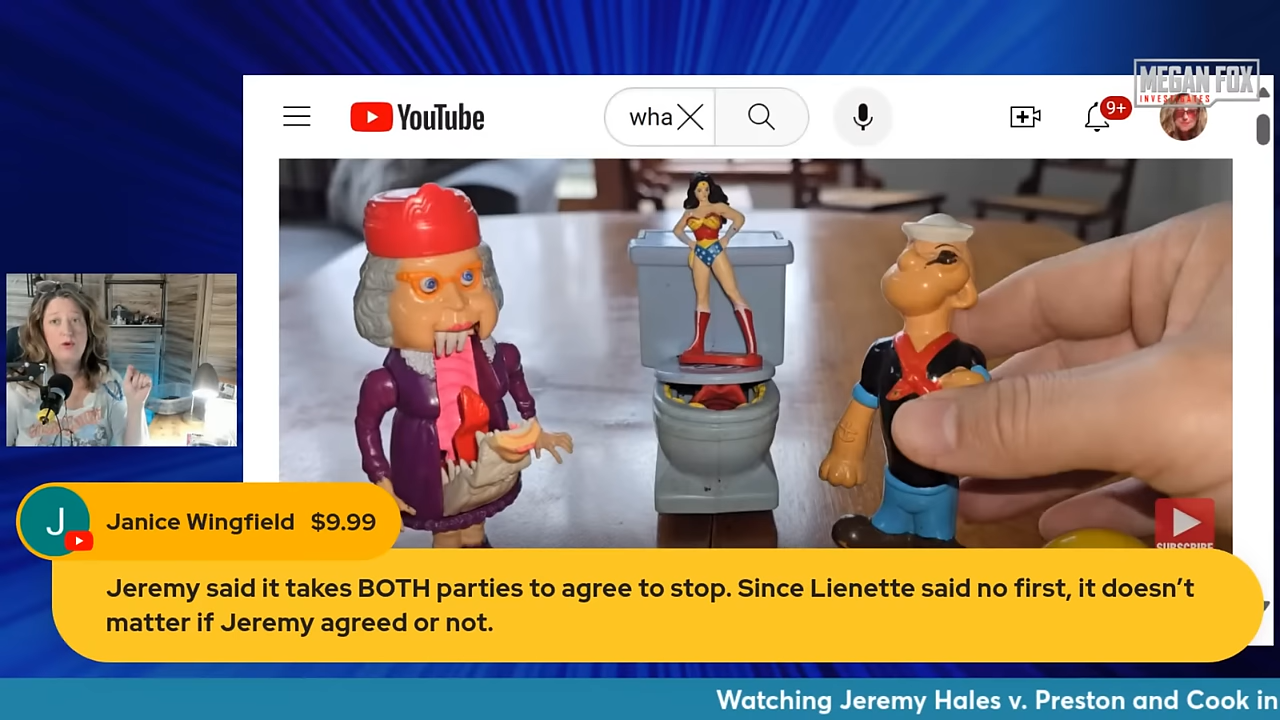 MEGAN FOX
INVESTIGATES
YouTube
wha
9+
SUBSCRIBE
J
Janice Wingfield $9.99
Jeremy said it takes BOTH parties to agree to stop. Since Lienette said no first, it doesn’t
matter if Jeremy agreed or not.
Watching Jeremy Hales v. Preston and Cook in